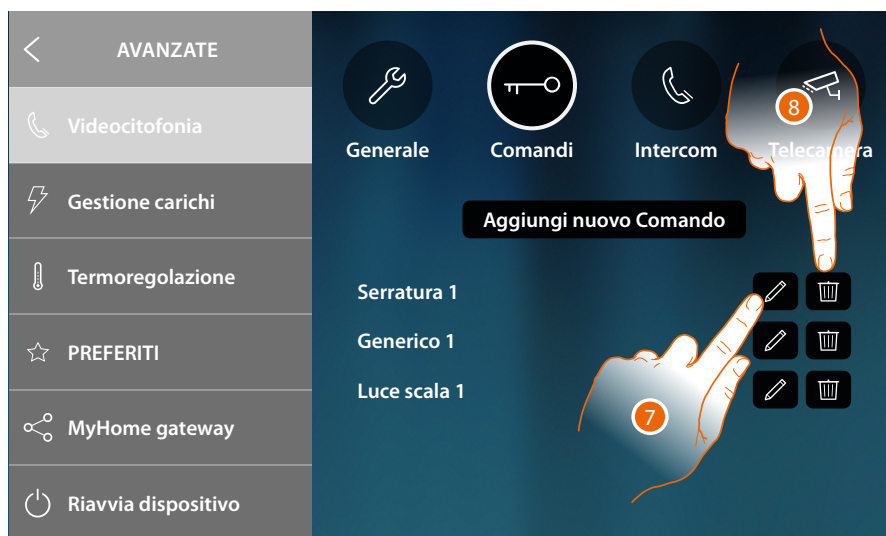 AVANZATE
Videocitofonia
Gestione carichi
Termoregolazione
PREFERITI
MyHome gateway
Riavvia dispositivo
Generale
Comandi
Intercom
Telecamera
8
Aggiungi nuovo Comando
Serratura 1
Generico 1
Luce scala 1
7